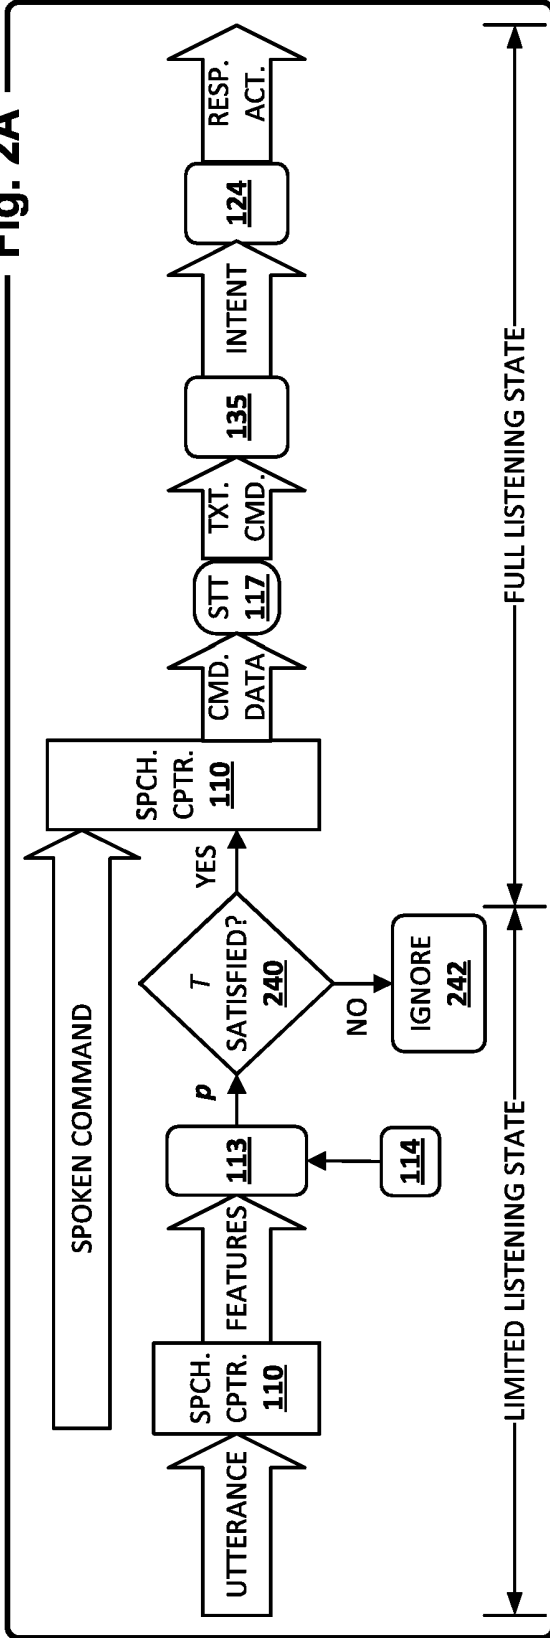 Fig. 2A
SPOKEN COMMAND
UTTERANCE
SPCH.
CPTR.
110
FEATURES
113
114
p
T
SATISFIED?
240
YES
NO
IGNORE
242
SPCH.
CPTR.
110
CMD.
DATA
STT
117
TXT.
CMD.
135
INTENT
124
RESP.
ACT.
LIMITED LISTENING STATE
FULL LISTENING STATE